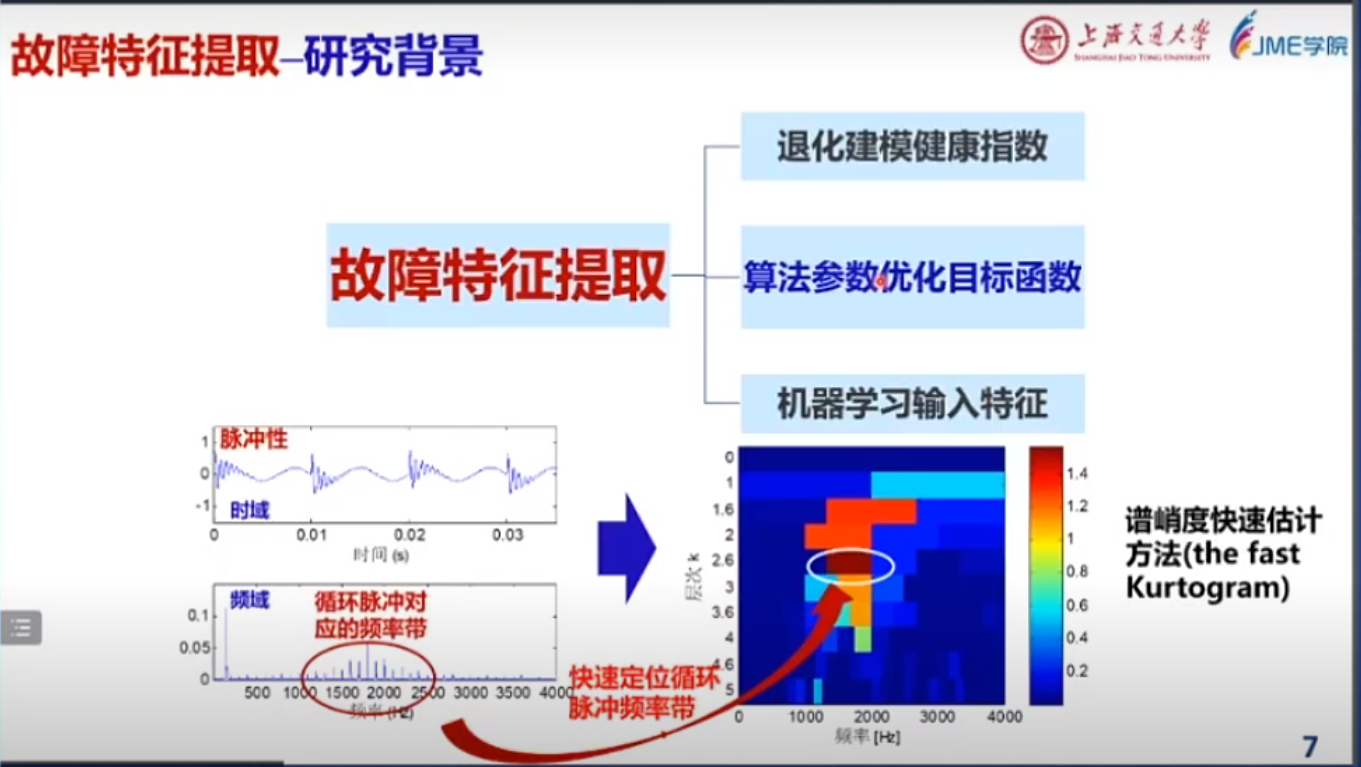 故障特征提取–研究背景
上海交通大学
SHANGHAI JIAO TONG UNIVERSITY
JME学院
退化建模健康指数
故障特征提取
算法参数优化目标函数
机器学习输入特征
脉冲性
1
0
-1
时域
0 0.01 0.02 0.03
时间 (s)
频域
循环脉冲对
应的频率带
0.1
0.05
0
500 1000 1500 2000 2500 3000 3500 4000
频率 (Hz)
快速定位循环
脉冲频率带
层次 k
0
1
1.6
2
2.6
3
3.6
4
4.6
5
0 1000 2000 3000 4000
频率 [Hz]
1.4
1.2
1
0.8
0.6
0.4
0.2
谱峭度快速估计
方法(the fast
Kurtogram)
7